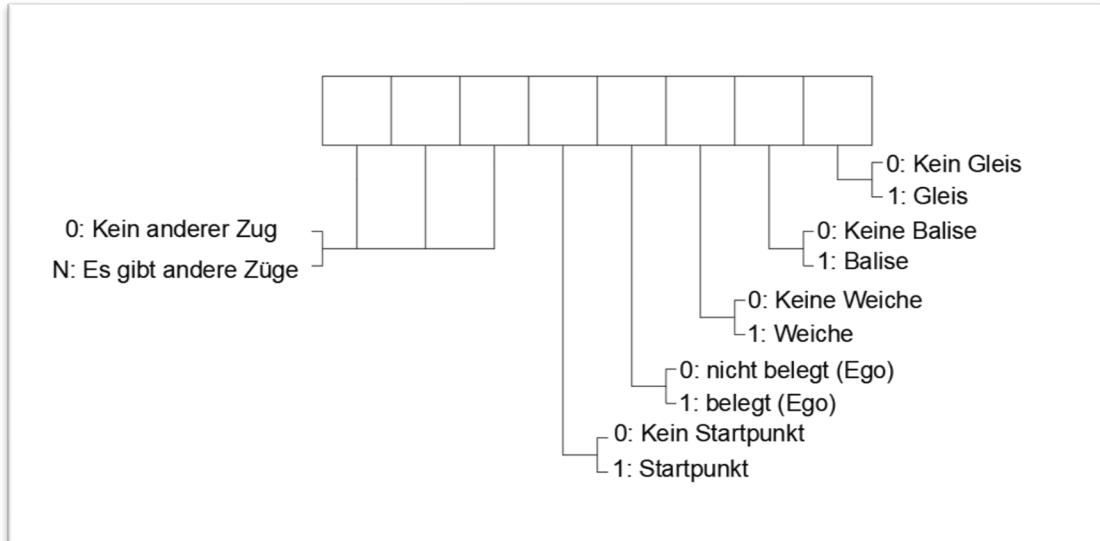 0: Kein Gleis
1: Gleis
0: Kein anderer Zug
N: Es gibt andere Züge
0: Keine Balise
1: Balise
0: Keine Weiche
1: Weiche
0: nicht belegt (Ego)
1: belegt (Ego)
0: Kein Startpunkt
1: Startpunkt